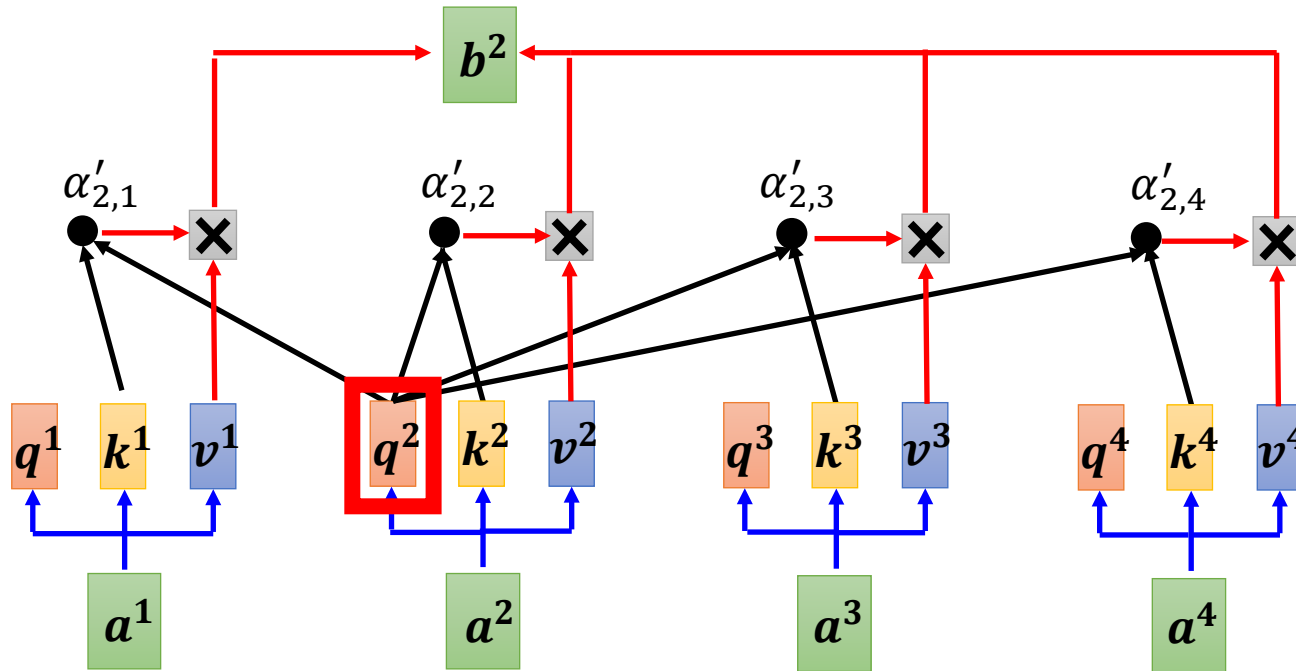 b²
α′₂,₁ α′₂,₂ α′₂,₃ α′₂,₄
q¹ k¹ v¹ q² k² v² q³ k³ v³ q⁴ k⁴ v⁴
a¹ a² a³ a⁴